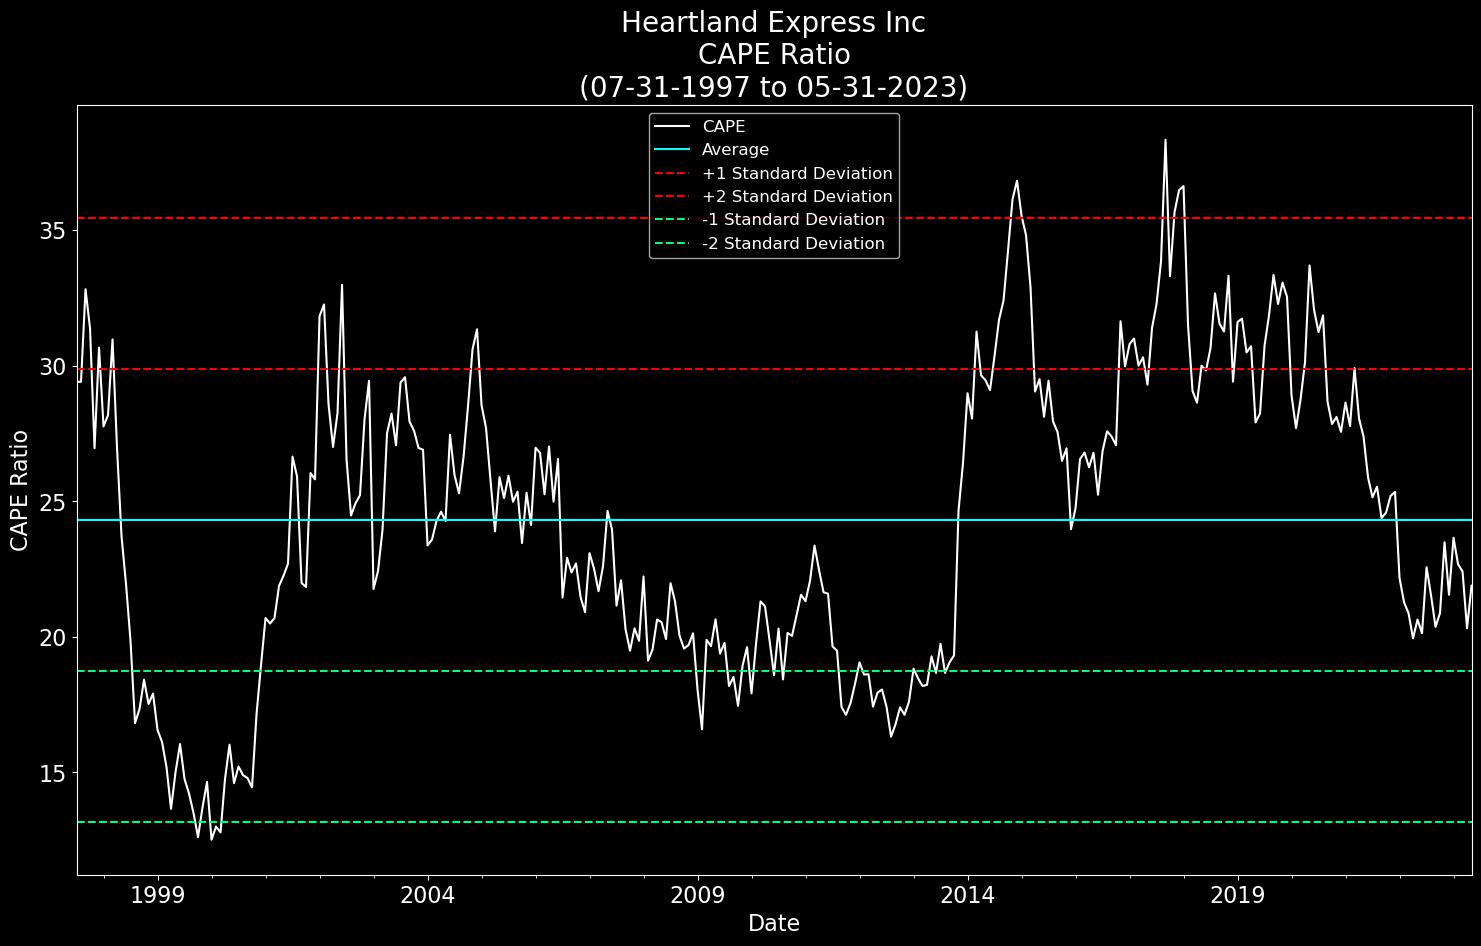 Heartland Express Inc
CAPE Ratio
(07-31-1997 to 05-31-2023)
CAPE
Average
+1 Standard Deviation
+2 Standard Deviation
-1 Standard Deviation
-2 Standard Deviation
35
30
25
20
15
CAPE Ratio
1999
2004
2009
2014
2019
Date